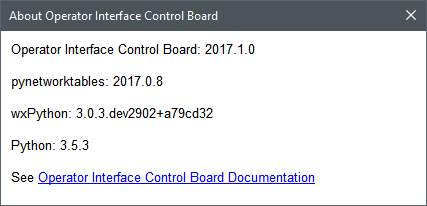 About Operator Interface Control Board
Operator Interface Control Board: 2017.1.0
pynetworktables: 2017.0.8
wxPython: 3.0.3.dev2902+a79cd32
Python: 3.5.3
See Operator Interface Control Board Documentation